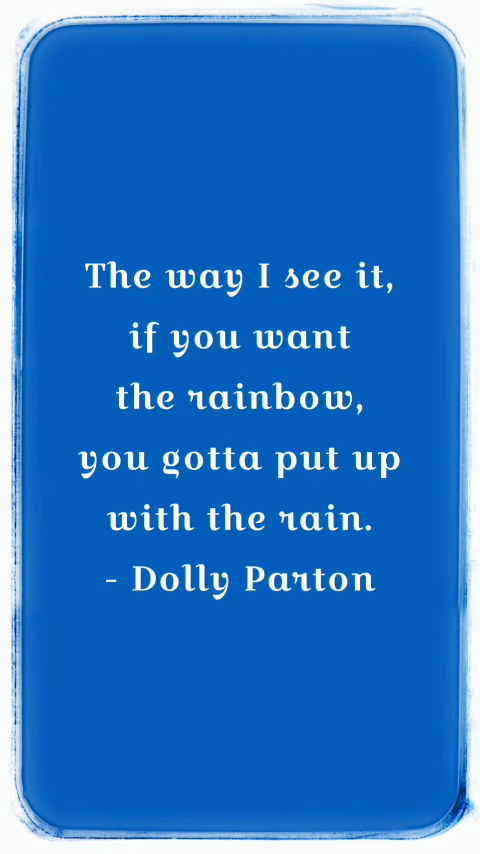 The way I see it,
if you want
the rainbow,
you gotta put up
with the rain.
- Dolly Parton